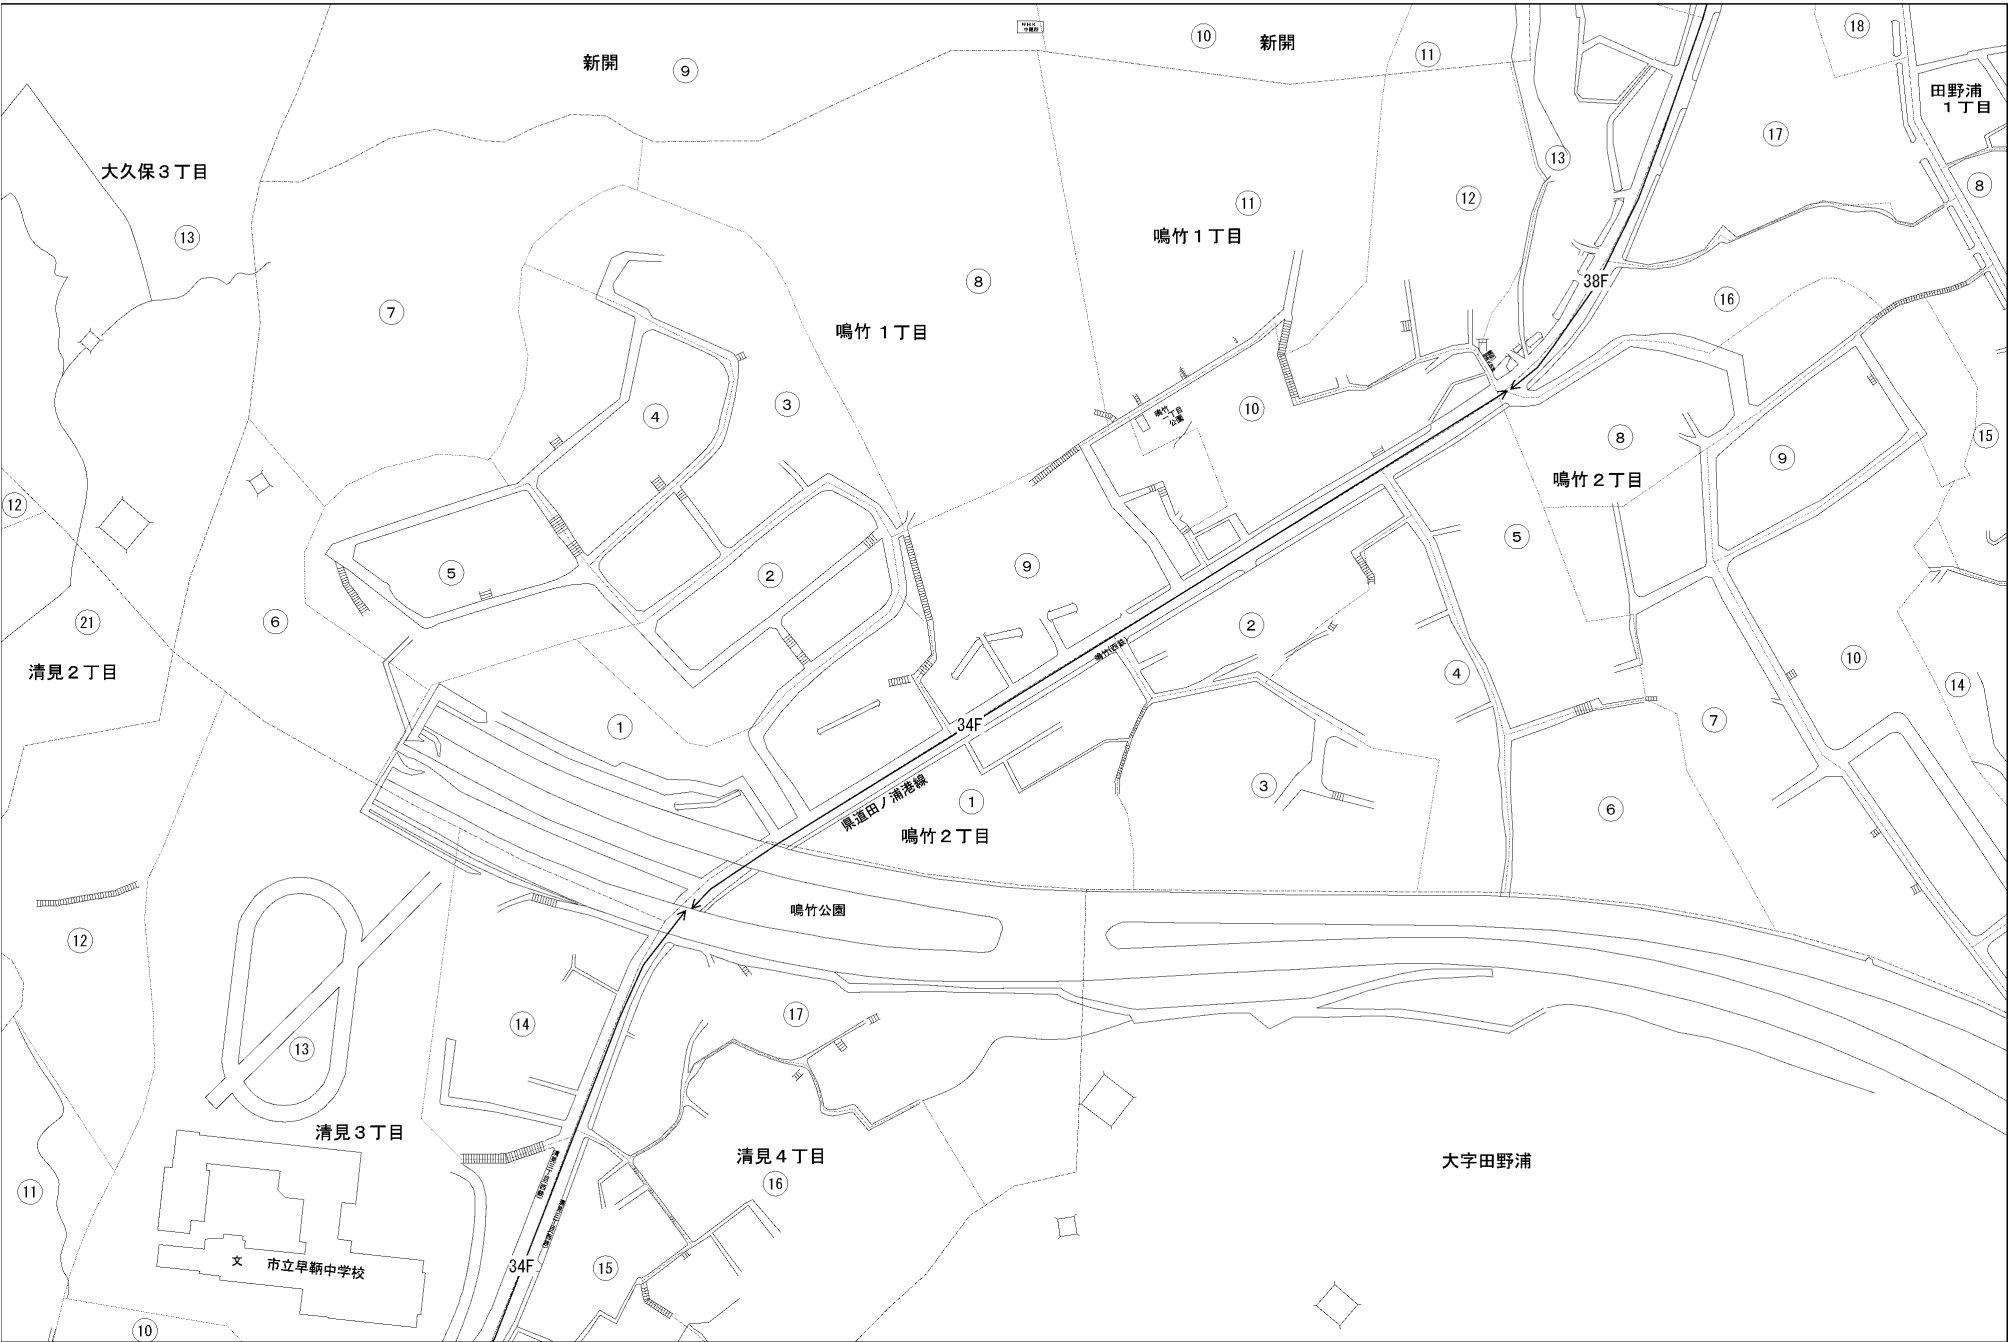 新開
⑨
⑩
新開
⑪
⑱
田野浦
1丁目
⑰
大久保3丁目
⑬
⑬
⑧
⑫
⑪
鳴竹1丁目
⑬
⑦
⑧
鳴竹1丁目
38F
⑯
④
③
⑩
鳴竹
一丁目
公園
⑧
⑮
⑨
鳴竹2丁目
⑫
⑤
②
⑨
⑤
㉑
⑥
②
清見2丁目
④
⑩
⑭
①
34F
鳴竹(西鉄)
⑦
③
①
県道田ノ浦港線
鳴竹2丁目
⑥
鳴竹公園
⑫
⑭
⑰
⑬
清見3丁目
清見4丁目
⑯
大字田野浦
⑪
34F
⑮
文
市立早鞆中学校
⑩